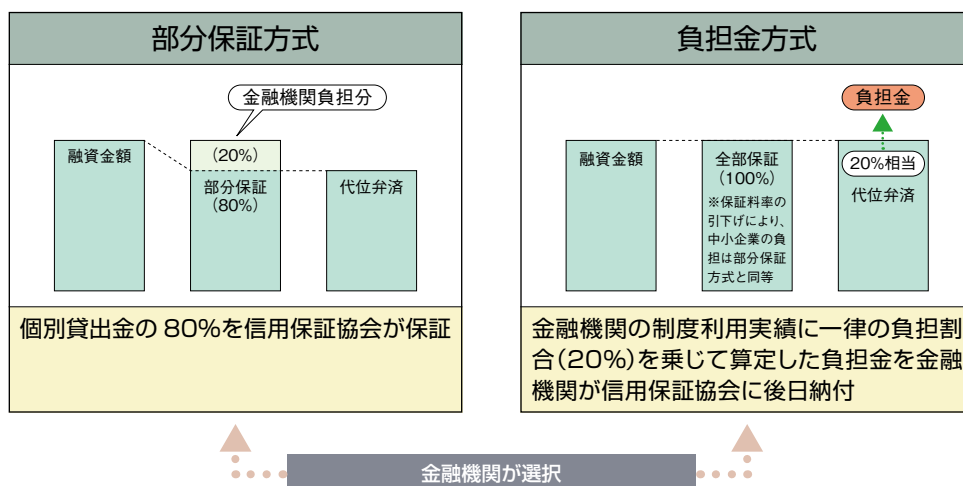 部分保証方式
金融機関負担分
融資金額
(20%)
部分保証
(80%)
代位弁済
個別貸出金の80%を信用保証協会が保証
負担金方式
負担金
融資金額
全部保証
(100%)
※保証料率の
引下げにより、
中小企業の負
担は部分保証
方式と同等
20%相当
代位弁済
金融機関の制度利用実績に一律の負担割
合(20%)を乗じて算定した負担金を金融
機関が信用保証協会に後日納付
金融機関が選択